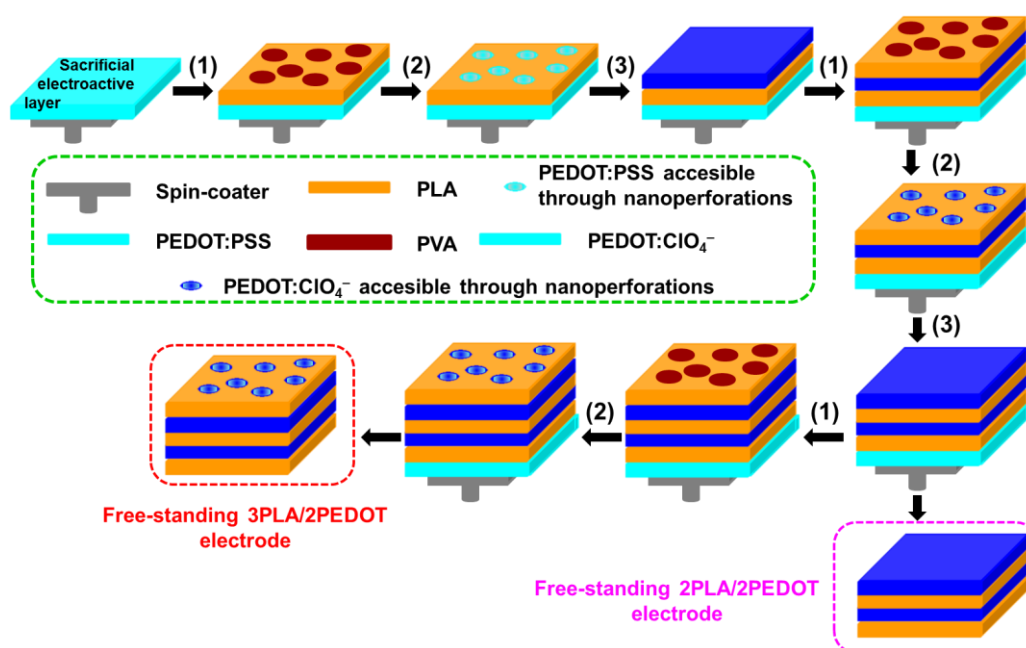 Sacrificial
electroactive
layer
(1)
(2)
(3)
(1)
(2)
Spin-coater
PLA
PEDOT:PSS accesible
through nanoperforations
PEDOT:PSS
PVA
PEDOT:ClO₄⁻
PEDOT:ClO₄⁻ accesible through nanoperforations
(3)
(2)
(1)
Free-standing 3PLA/2PEDOT
electrode
Free-standing 2PLA/2PEDOT
electrode